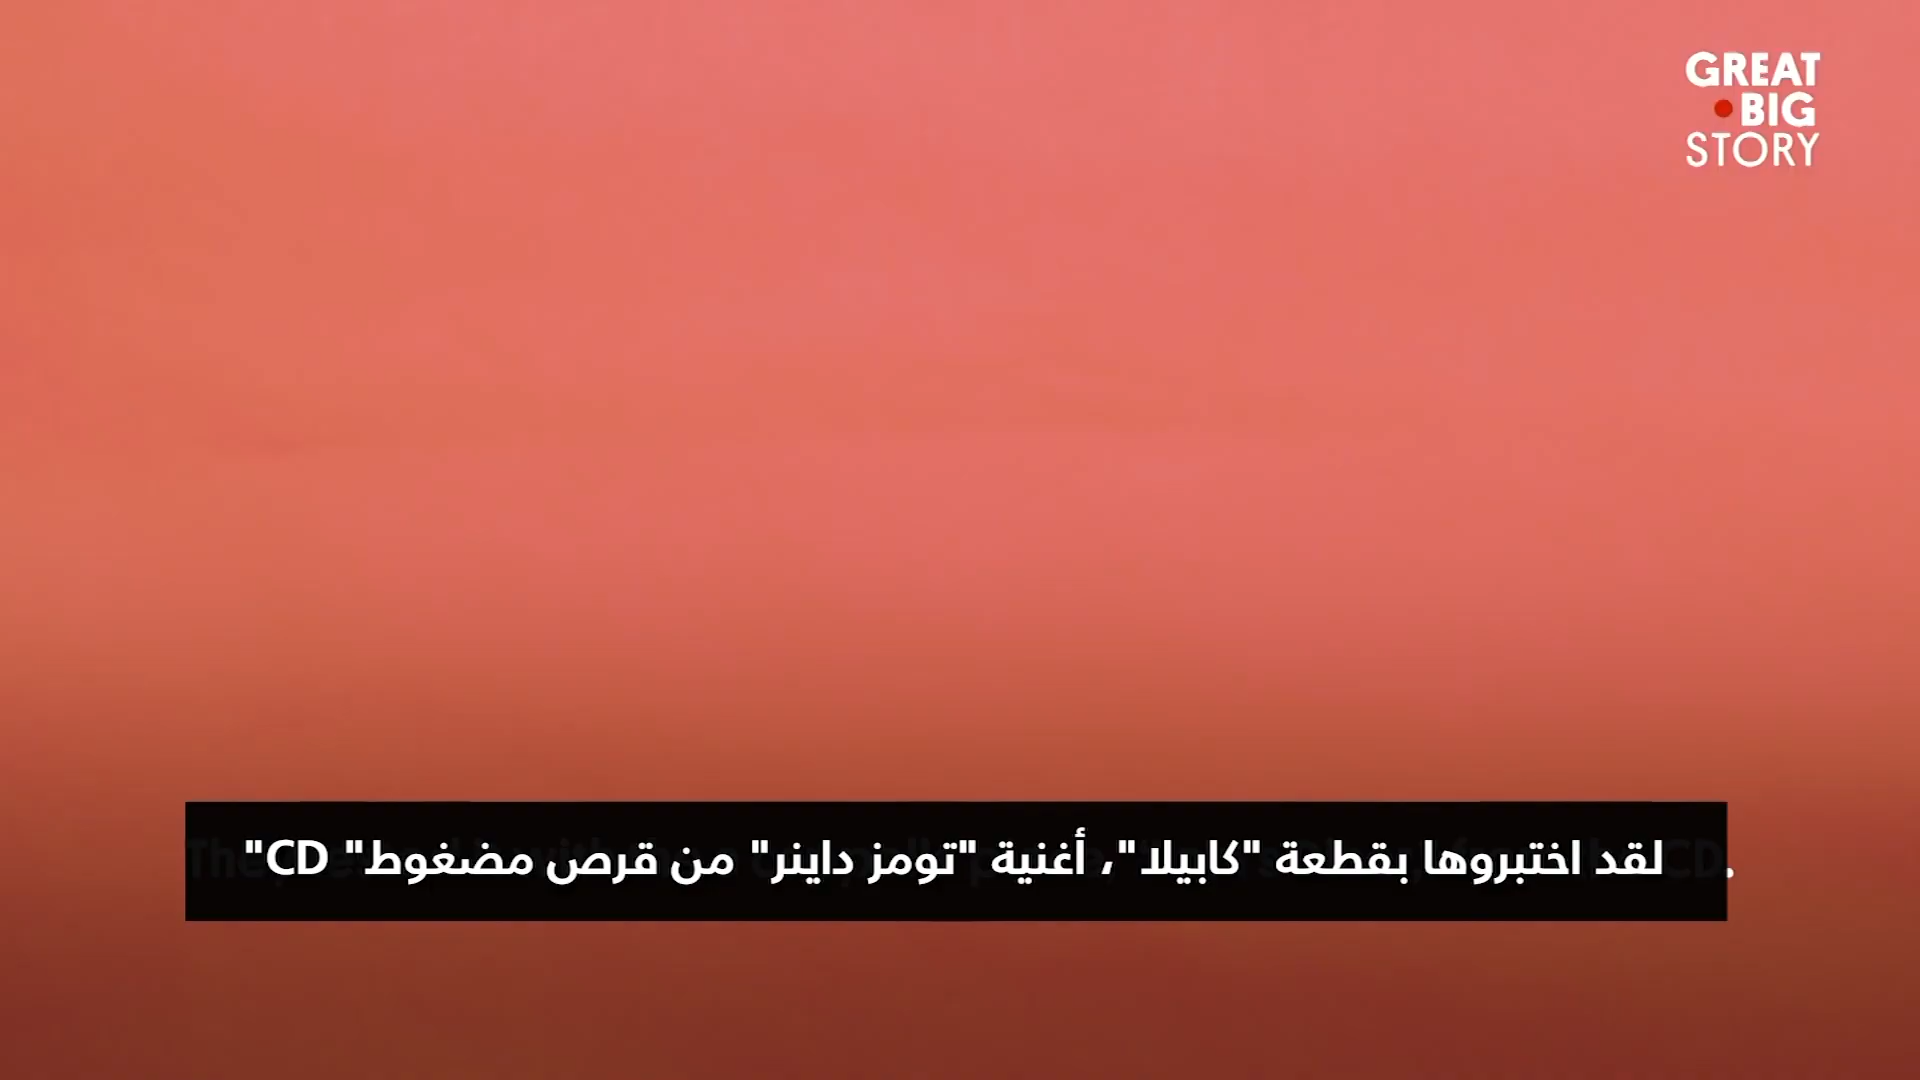 GREAT
BIG
STORY
لقد اختبروها بقطعة "كابيلا"، أغنية "تومز داينر" من قرص مضغوط" CD"